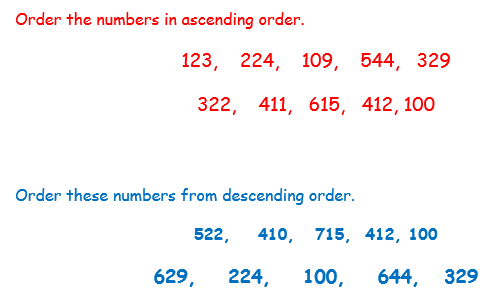 Order the numbers in ascending order.
123, 224, 109, 544, 329
322, 411, 615, 412, 100
Order these numbers from descending order.
522, 410, 715, 412, 100
629, 224, 100, 644, 329